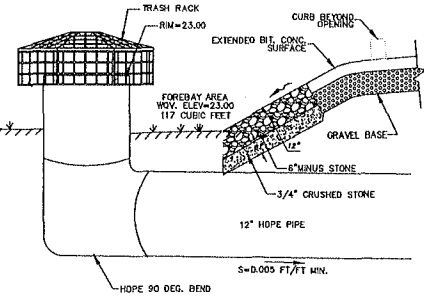 TRASH RACK
RIM=23.00
CURB BEYOND
OPENING
EXTENDED BIT. CONC.
SURFACE
FOREBAY AREA
WQV. ELEV=23.00
117 CUBIC FEET
GRAVEL BASE
12"
6" MINUS STONE
3/4" CRUSHED STONE
12" HDPE PIPE
S=0.005 FT/FT MIN.
HDPE 90 DEG. BEND